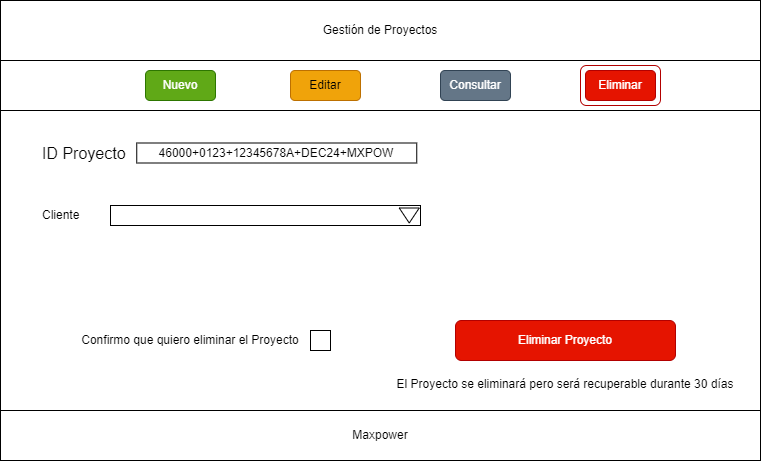 Gestión de Proyectos
Nuevo
Editar
Consultar
Eliminar
ID Proyecto 46000+0123+12345678A+DEC24+MXPOW
Cliente
Confirmo que quiero eliminar el Proyecto
Eliminar Proyecto
El Proyecto se eliminará pero será recuperable durante 30 días
Maxpower